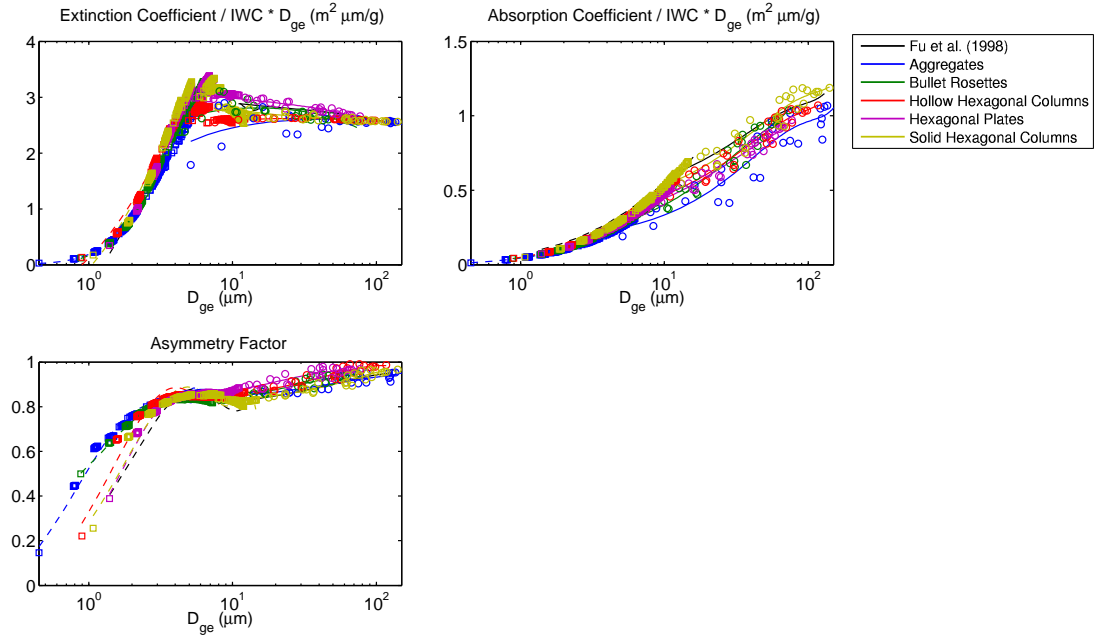 Extinction Coefficient / IWC * D_ge (m² μm/g)
4
3
2
1
0
10⁰ 10¹ 10²
D_ge (μm)
Absorption Coefficient / IWC * D_ge (m² μm/g)
1.5
1
0.5
0
10⁰ 10¹ 10²
D_ge (μm)
Fu et al. (1998)
Aggregates
Bullet Rosettes
Hollow Hexagonal Columns
Hexagonal Plates
Solid Hexagonal Columns
Asymmetry Factor
1
0.8
0.6
0.4
0.2
0
10⁰ 10¹ 10²
D_ge (μm)